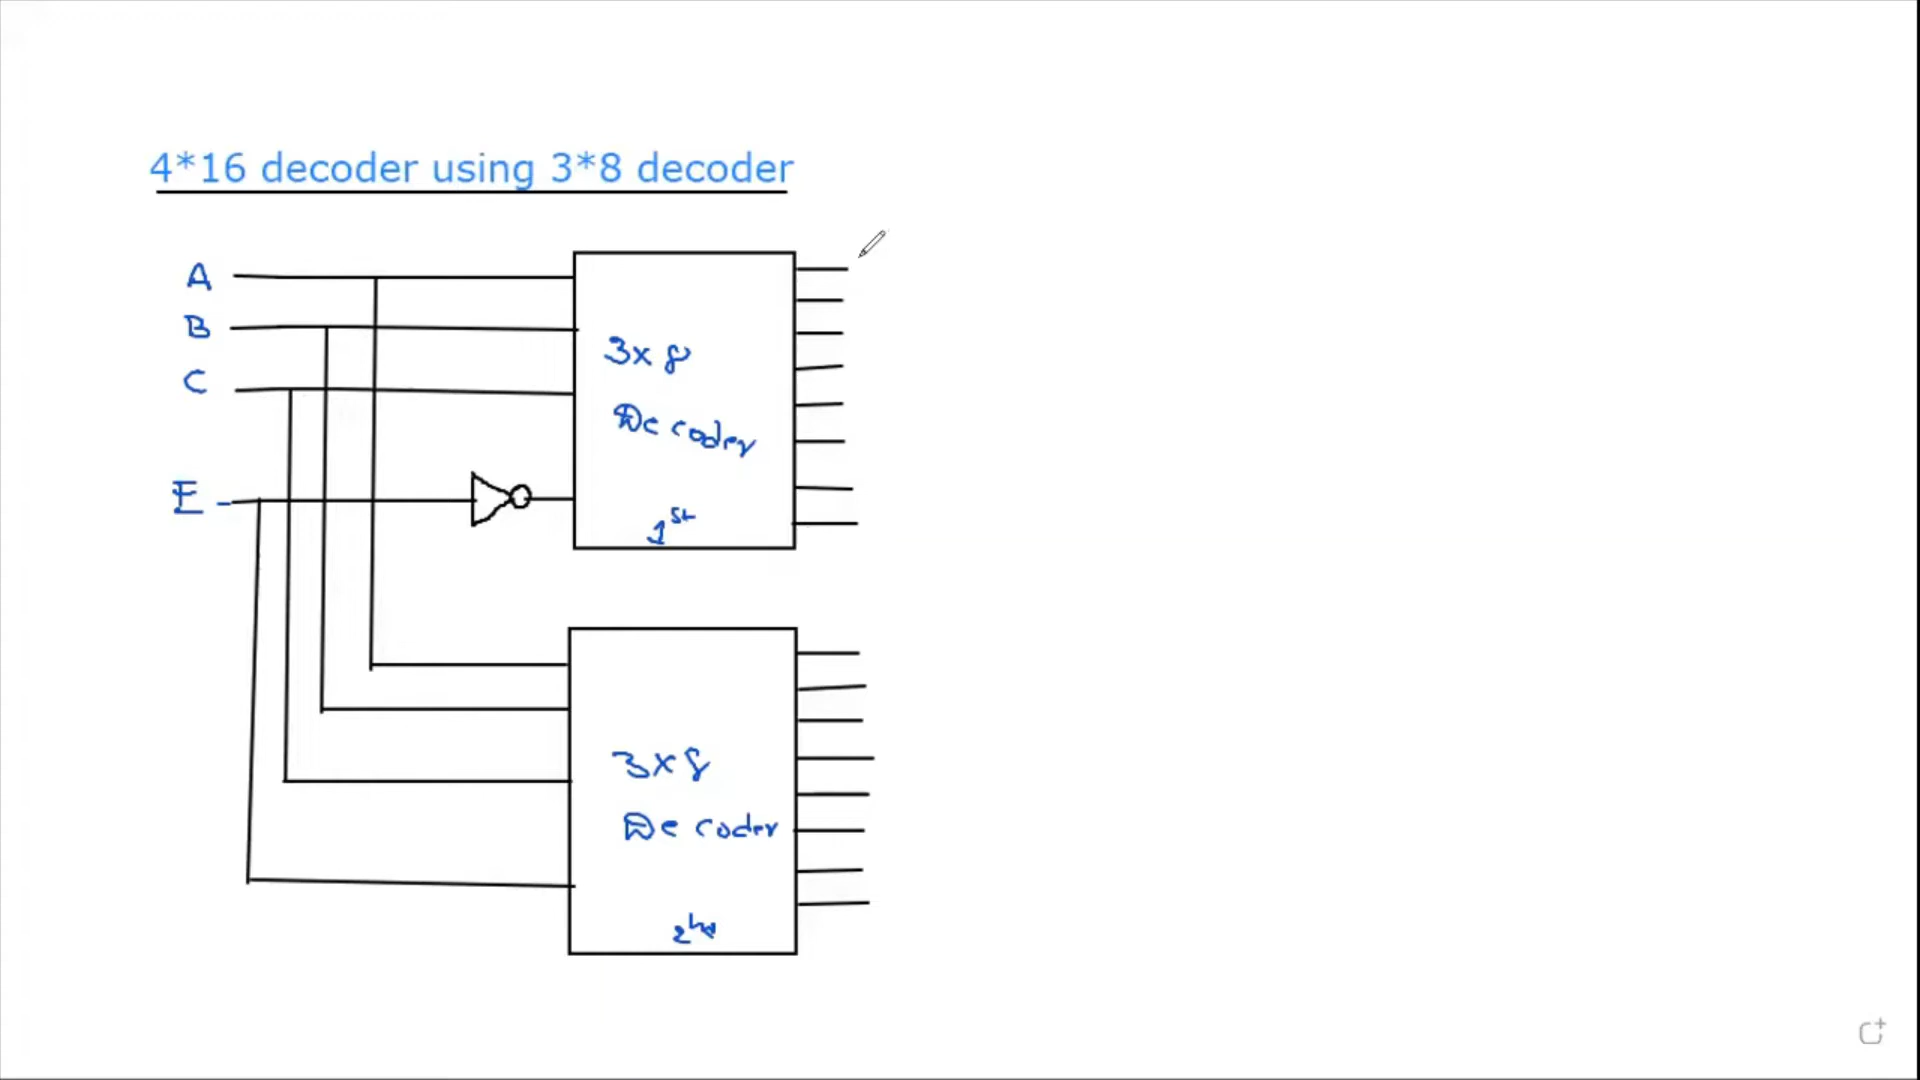 4*16 decoder using 3*8 decoder
A
B
C
E
3x8
Decoder
1st
3x8
Decoder
2nd